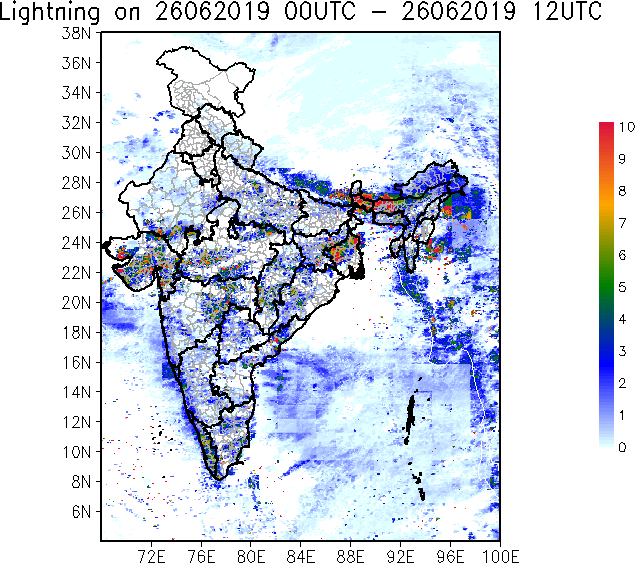 Lightning on 26062019 00UTC – 26062019 12UTC
38N
36N
34N
32N
30N
28N
26N
24N
22N
20N
18N
16N
14N
12N
10N
8N
6N
72E 76E 80E 84E 88E 92E 96E 100E
10
9
8
7
6
5
4
3
2
1
0